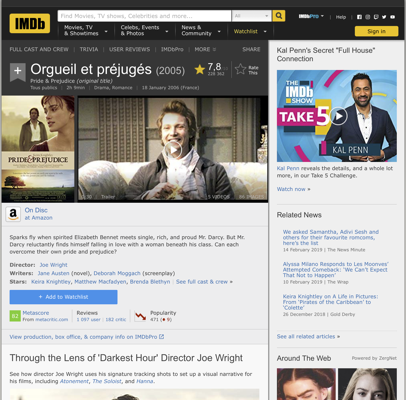 IMDb
Find Movies, TV shows, Celebrities and more...
All
IMDbPro
Help
Movies, TV & Showtimes
Celebs, Events & Photos
News & Community
Watchlist
Sign in
FULL CAST AND CREW | TRIVIA | USER REVIEWS | IMDbPro | MORE
SHARE
Orgueil et préjugés (2005)
Pride & Prejudice (original title)
Tous publics | 2h 9min | Drama, Romance | 18 January 2006 (France)
7,8
Rate This
PRIDE & PREJUDICE
On Disc
at Amazon
Sparks fly when spirited Elizabeth Bennet meets single, rich, and proud Mr. Darcy. But Mr.
Darcy reluctantly finds himself falling in love with a woman beneath his class. Can each
overcome their own pride and prejudice?
Director: Joe Wright
Writers: Jane Austen (novel), Deborah Moggach (screenplay)
Stars: Keira Knightley, Matthew Macfadyen, Brenda Blethyn | See full cast & crew »
+ Add to Watchlist
82 Metascore
From metacritic.com
Reviews
1 097 user | 182 critic
Popularity
471
View production, box office, & company info on IMDbPro
Through the Lens of 'Darkest Hour' Director Joe Wright
See how director Joe Wright uses his signature tracking shots to set up a visual narrative for
his films, including Atonement, The Soloist, and Hanna.
Kal Penn's Secret "Full House"
Connection
THE IMDb SHOW
TAKE 5
KAL PENN
Kal Penn reveals the details, and a whole lot
more, in our Take 5 Challenge.
Watch now »
Related News
We asked Samantha, Adivi Sesh and
others for their favourite romcoms,
here's the list
14 February 2019 | The News Minute
Alyssa Milano Responds to Les Moonves'
Attempted Comeback: 'We Can't Expect
That Not to Happen'
10 February 2019 | The Wrap
Keira Knightley On A Life in Pictures:
From 'Pirates of the Caribbean' to
'Colette'
26 December 2018 | Gold Derby
See all related articles »
Around The Web
Powered by ZergNet